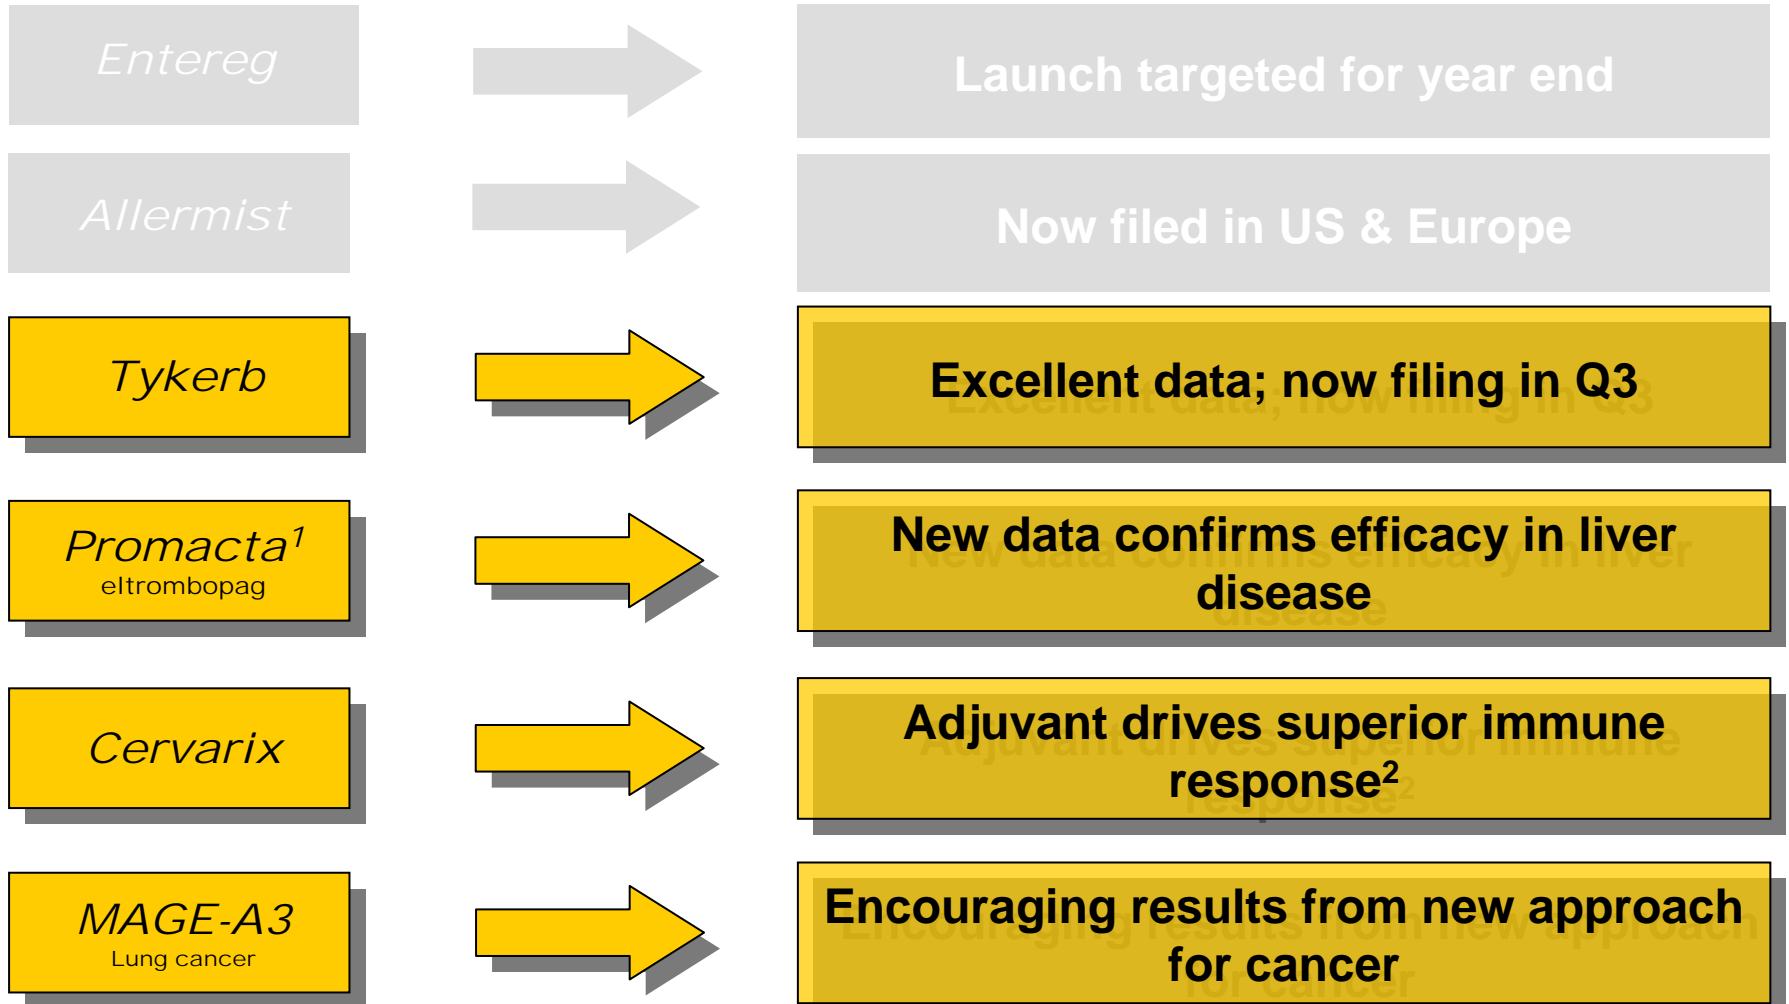 Entereg
Launch targeted for year end
Allermist
Now filed in US & Europe
Tykerb
Excellent data; now filing in Q3
Promacta¹
eltrombopag
New data confirms efficacy in liver
disease
Cervarix
Adjuvant drives superior immune
response²
MAGE-A3
Lung cancer
Encouraging results from new approach
for cancer